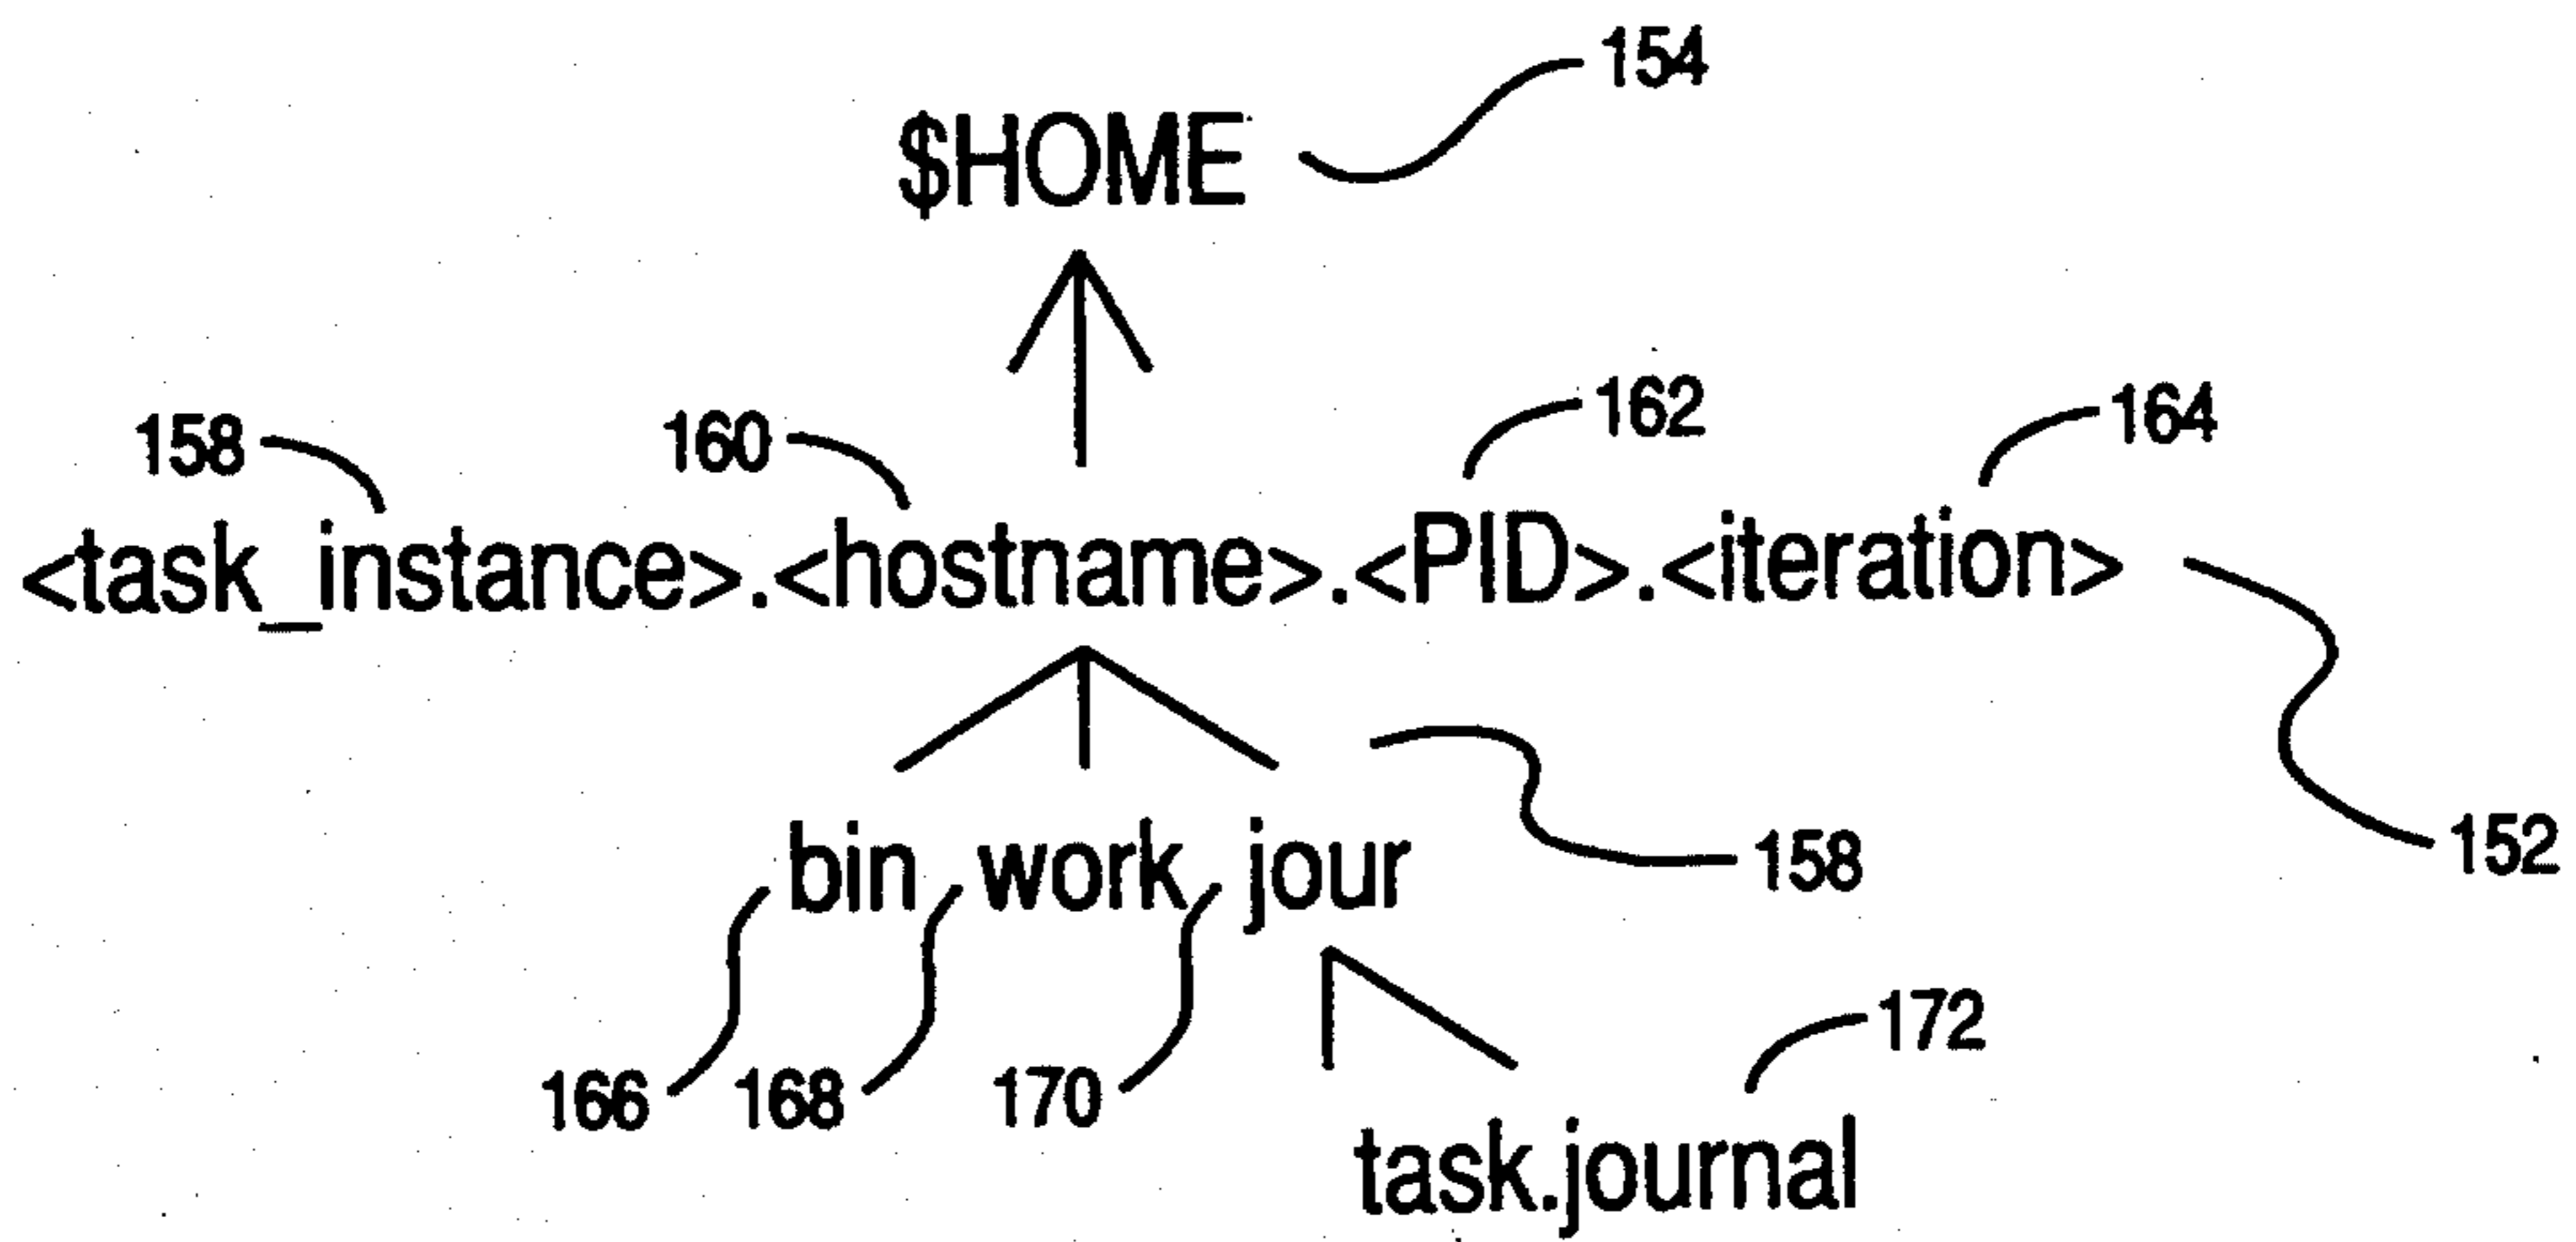 154
$HOME
158 160 162 164
<task_instance>.<hostname>.<PID>.<iteration>
bin work jour 158 152
166 168 170 172
task.journal